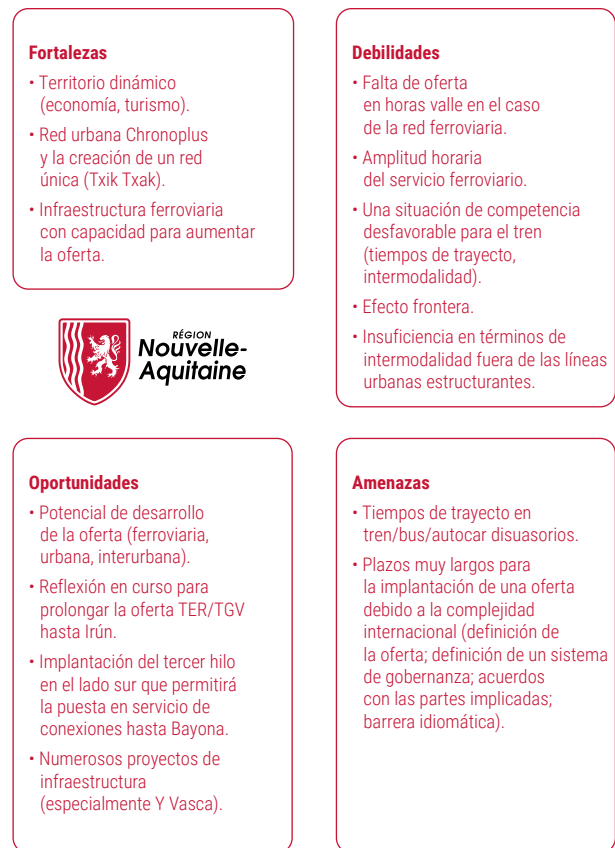 Fortalezas
• Territorio dinámico
(economía, turismo).
• Red urbana Chronoplus
y la creación de un red
única (Txik Txak).
• Infraestructura ferroviaria
con capacidad para aumentar
la oferta.
Debilidades
• Falta de oferta
en horas valle en el caso
de la red ferroviaria.
• Amplitud horaria
del servicio ferroviario.
• Una situación de competencia
desfavorable para el tren
(tiempos de trayecto,
intermodalidad).
• Efecto frontera.
• Insuficiencia en términos de
intermodalidad fuera de las líneas
urbanas estructurantes.
RÉGION
Nouvelle-
Aquitaine
Oportunidades
• Potencial de desarrollo
de la oferta (ferroviaria,
urbana, interurbana).
• Reflexión en curso para
prolongar la oferta TER/TGV
hasta Irún.
• Implantación del tercer hilo
en el lado sur que permitirá
la puesta en servicio de
conexiones hasta Bayona.
• Numerosos proyectos de
infraestructura
(especialmente Y Vasca).
Amenazas
• Tiempos de trayecto en
tren/bus/autocar disuasorios.
• Plazos muy largos para
la implantación de una oferta
debido a la complejidad
internacional (definición de
la oferta; definición de un sistema
de gobernanza; acuerdos
con las partes implicadas;
barrera idiomática).